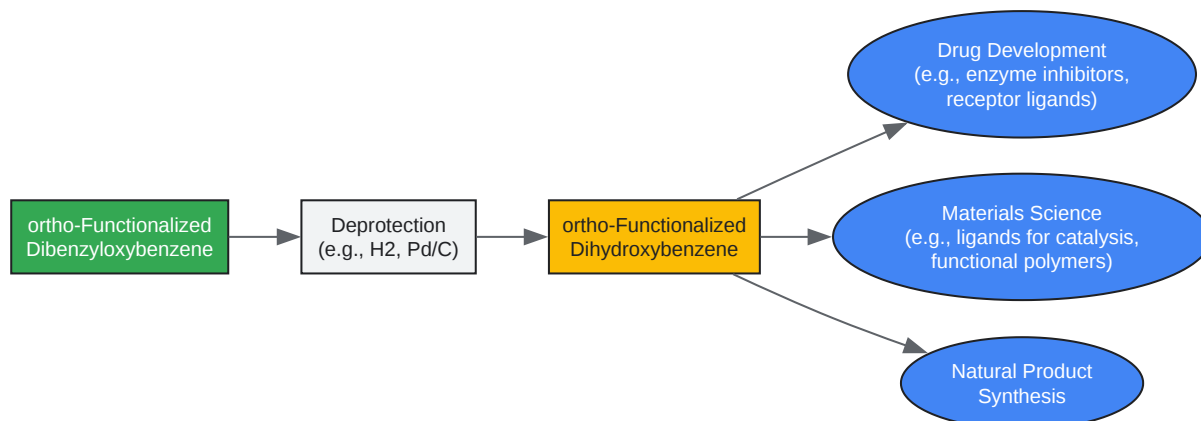 ortho-Functionalized
Dibenzyloxybenzene
Deprotection
(e.g., H2, Pd/C)
ortho-Functionalized
Dihydroxybenzene
Drug Development
(e.g., enzyme inhibitors,
receptor ligands)
Materials Science
(e.g., ligands for catalysis,
functional polymers)
Natural Product
Synthesis